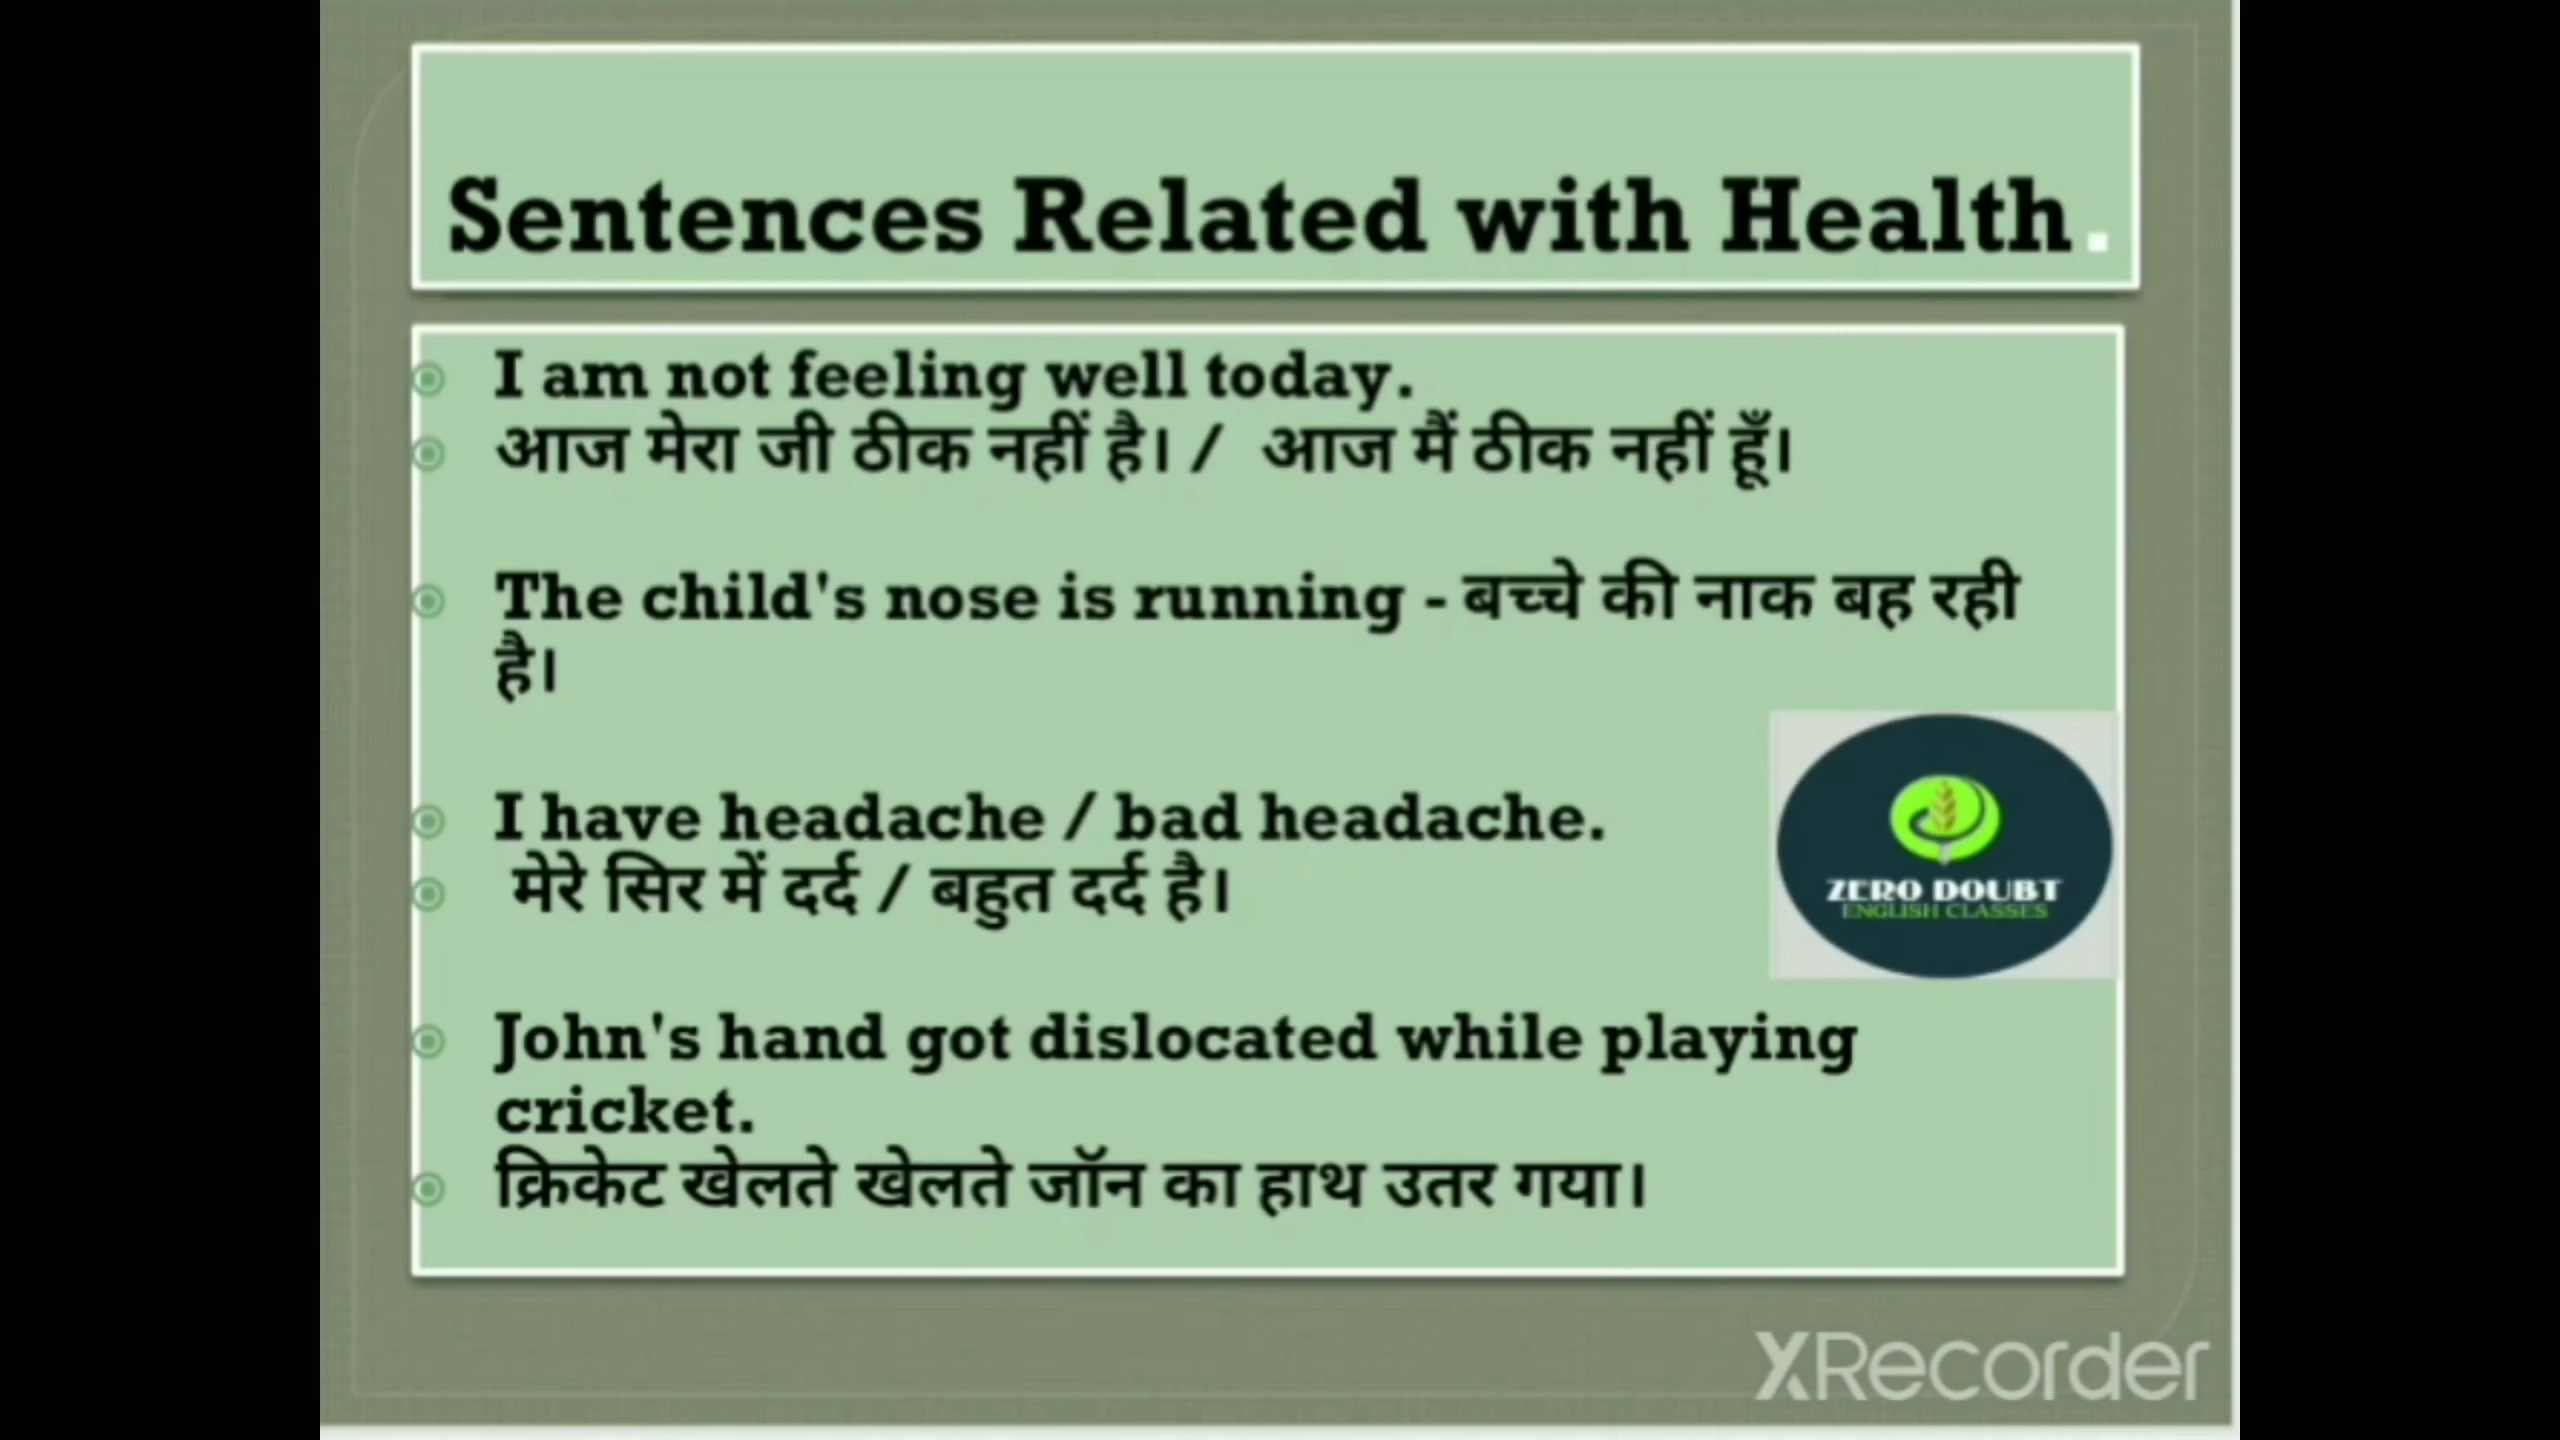 Sentences Related with Health.
I am not feeling well today.
आज मेरा जी ठीक नहीं है। / आज मैं ठीक नहीं हूँ।
The child's nose is running - बच्चे की नाक बह रही
है।
I have headache / bad headache.
मेरे सिर में दर्द / बहुत दर्द है।
ZERO DOUBT
ENGLISH CLASSES
John's hand got dislocated while playing
cricket.
क्रिकेट खेलते खेलते जॉन का हाथ उतर गया।
XRecorder